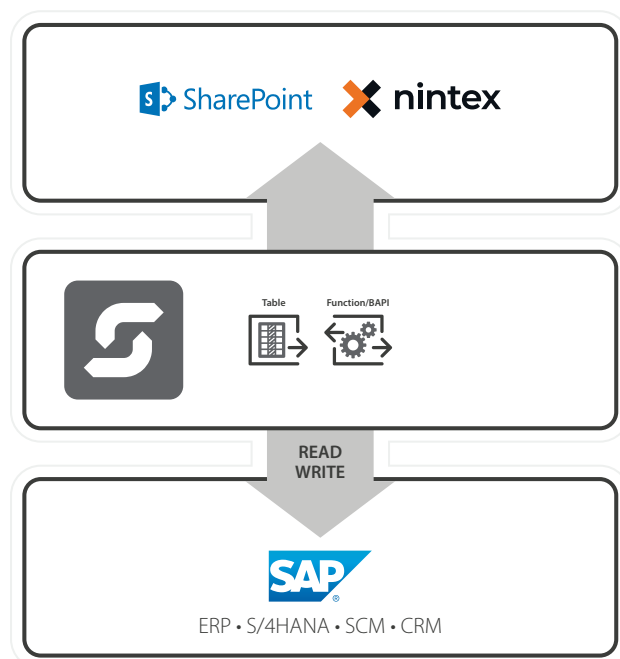 S SharePoint nintex
Table Function/BAPI
READ
WRITE
SAP
®
ERP • S/4HANA • SCM • CRM